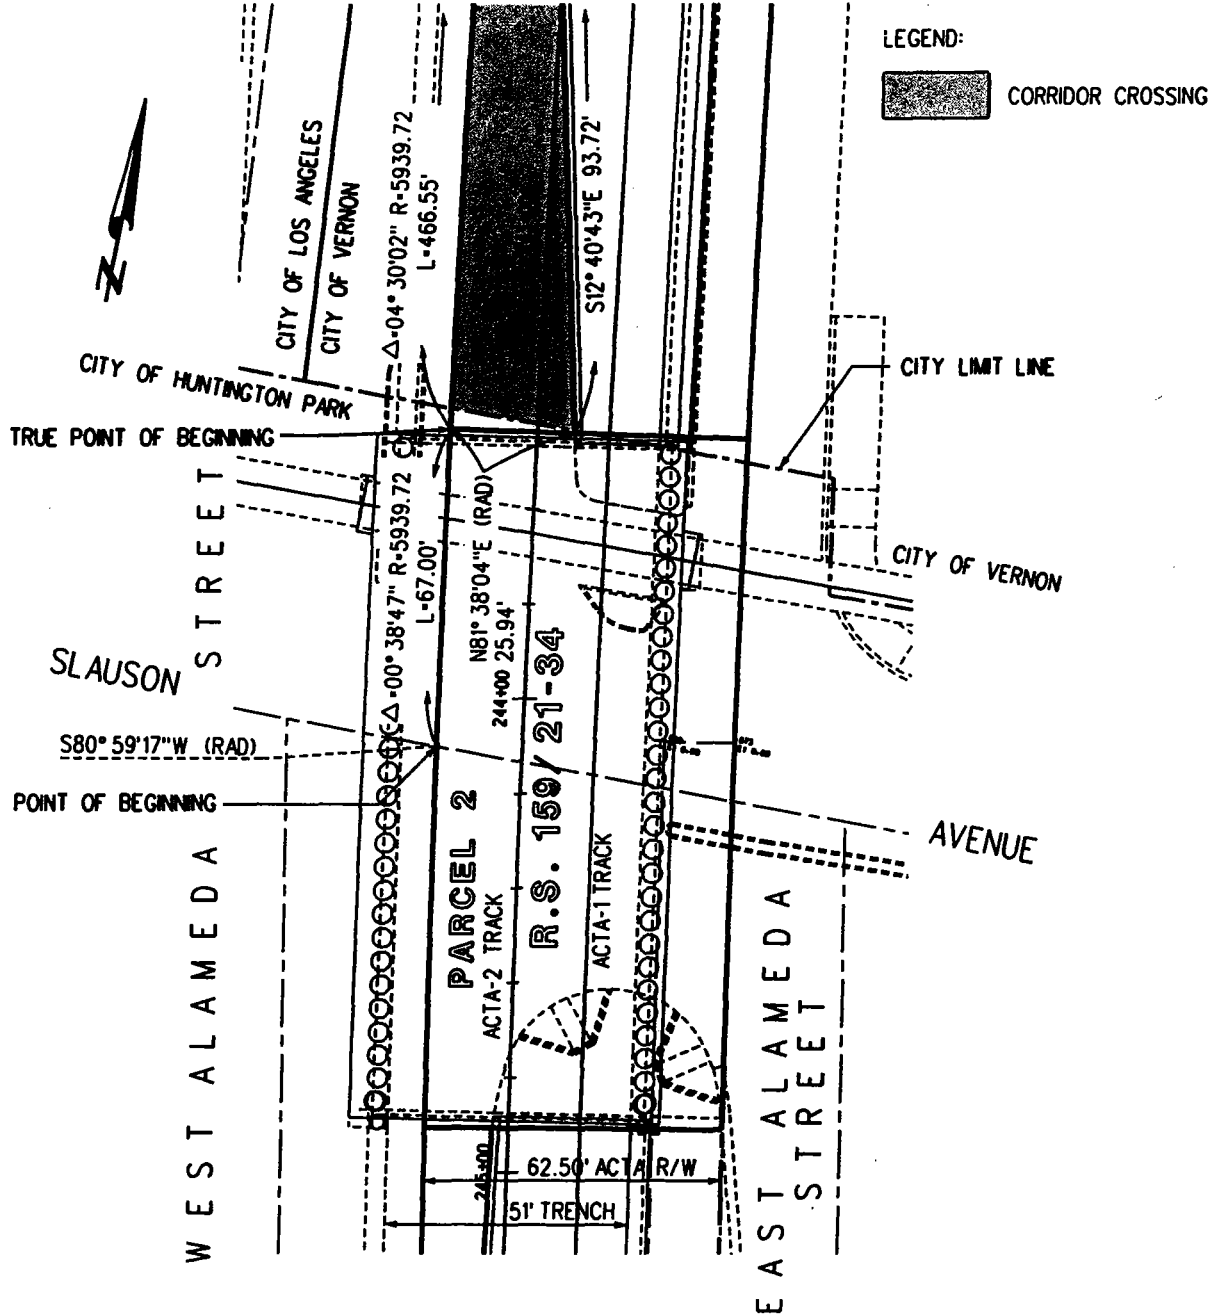 LEGEND:
CORRIDOR CROSSING
CITY OF LOS ANGELES
CITY OF VERNON
△=04°30'02" R=5939.72
L=466.55'
S12°40'43"E 93.72'
N
CITY OF HUNTINGTON PARK
CITY LIMIT LINE
TRUE POINT OF BEGINNING
△=00°38'47" R=5939.72
L=67.00'
N81°38'04"E (RAD)
25.94'
244+00
CITY OF VERNON
SLAUSON
AVENUE
S80°59'17"W (RAD)
POINT OF BEGINNING
PARCEL 2
R.S. 159/21-34
ACTA-2 TRACK
ACTA-1 TRACK
WEST ALAMEDA STREET
EAST ALAMEDA
STREET
245+00
62.50' ACTA R/W
51' TRENCH